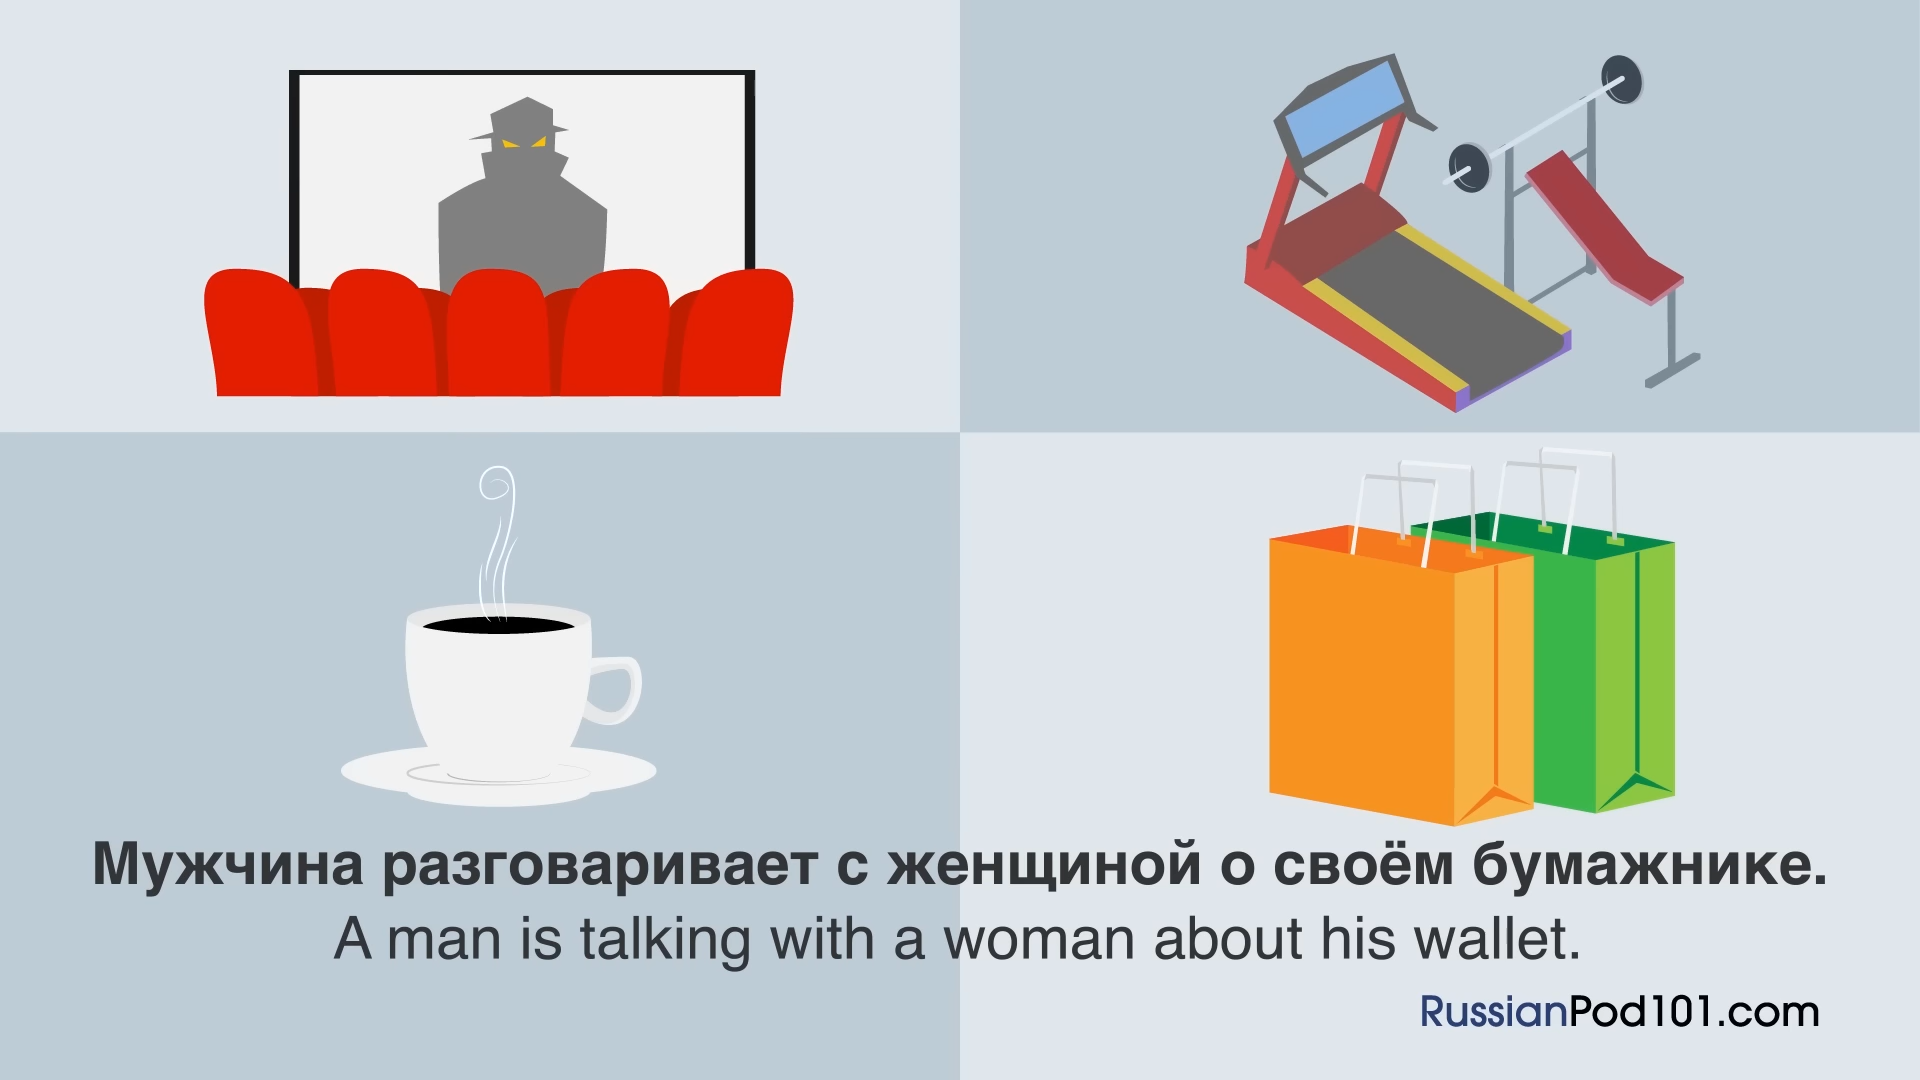 Мужчина разговаривает с женщиной о своём бумажнике.
A man is talking with a woman about his wallet.
RussianPod101.com